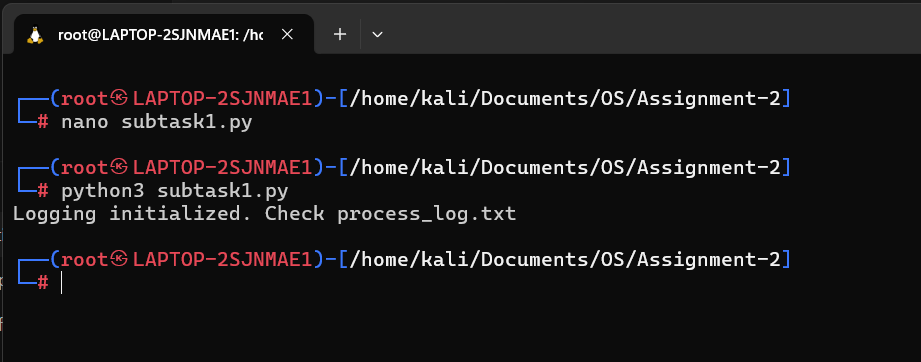 root@LAPTOP-2SJNMAE1: /ho
┌──(root㉿LAPTOP-2SJNMAE1)-[/home/kali/Documents/OS/Assignment-2]
└─# nano subtask1.py
┌──(root㉿LAPTOP-2SJNMAE1)-[/home/kali/Documents/OS/Assignment-2]
└─# python3 subtask1.py
Logging initialized. Check process_log.txt
┌──(root㉿LAPTOP-2SJNMAE1)-[/home/kali/Documents/OS/Assignment-2]
└─#